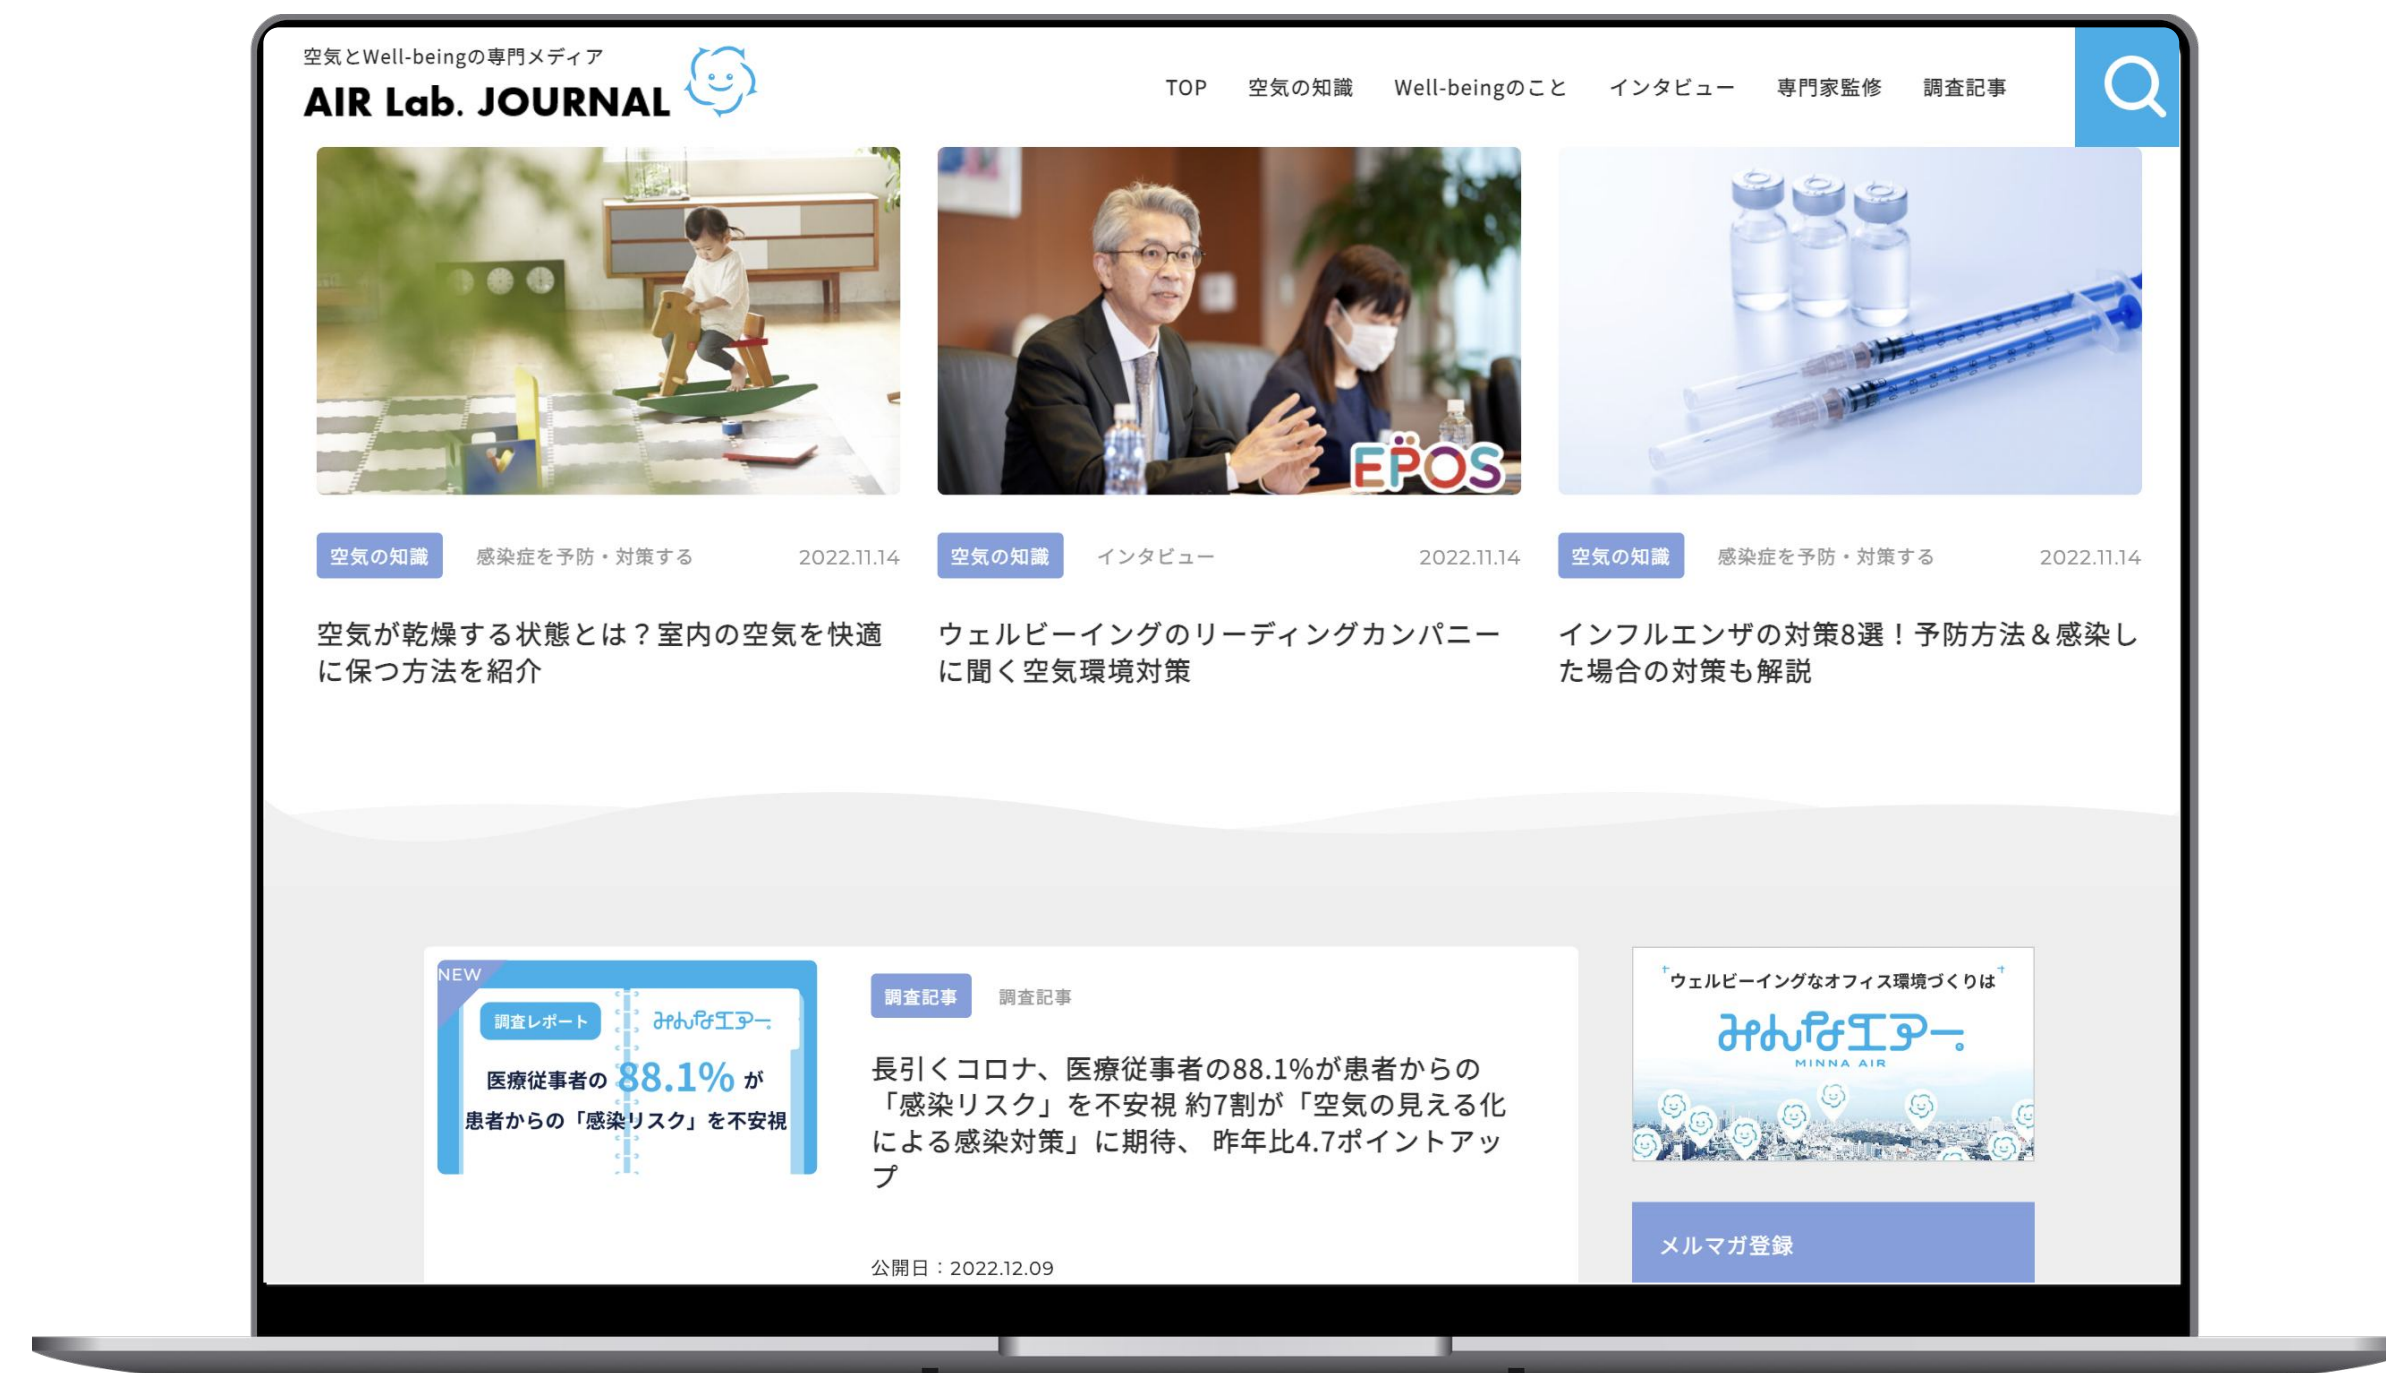 空気とWell-beingの専門メディア
AIR Lab. JOURNAL
TOP 空気の知識 Well-beingのこと インタビュー 専門家監修 調査記事
EPOS
空気の知識 感染症を予防・対策する 2022.11.14
空気が乾燥する状態とは？室内の空気を快適
に保つ方法を紹介
空気の知識 インタビュー 2022.11.14
ウェルビーイングのリーディングカンパニー
に聞く空気環境対策
空気の知識 感染症を予防・対策する 2022.11.14
インフルエンザの対策8選！予防方法＆感染し
た場合の対策も解説
NEW
調査レポート みんなエアー。
医療従事者の 88.1% が
患者からの「感染リスク」を不安視
調査記事 調査記事
長引くコロナ、医療従事者の88.1%が患者からの
「感染リスク」を不安視 約7割が「空気の見える化
による感染対策」に期待、 昨年比4.7ポイントアッ
プ
公開日：2022.12.09
ウェルビーイングなオフィス環境づくりは
みんなエアー。
MINNA AIR
メルマガ登録